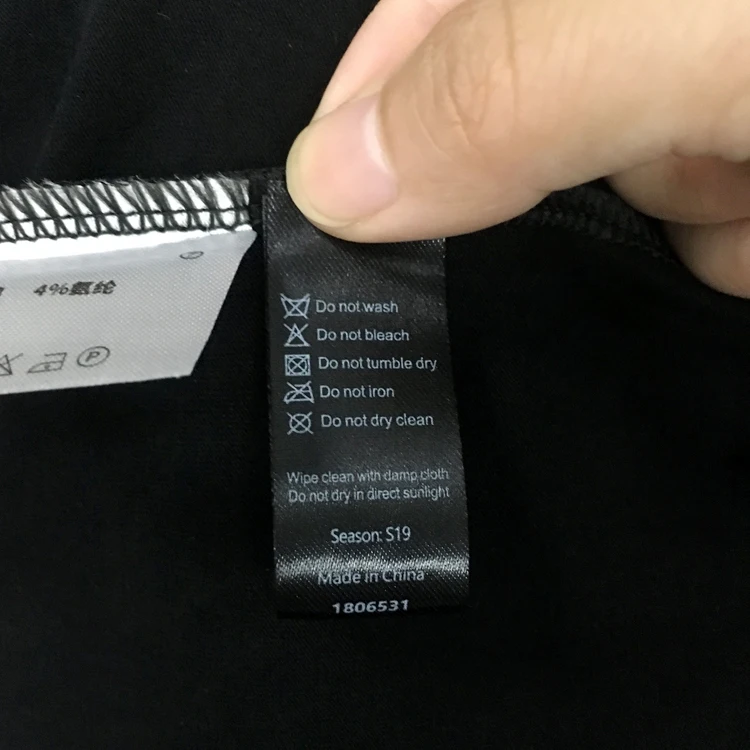 4%氨纶
P
Do not wash
Do not bleach
Do not tumble dry
Do not iron
Do not dry clean
Wipe clean with damp cloth
Do not dry in direct sunlight
Season: S19
Made in China
1806531